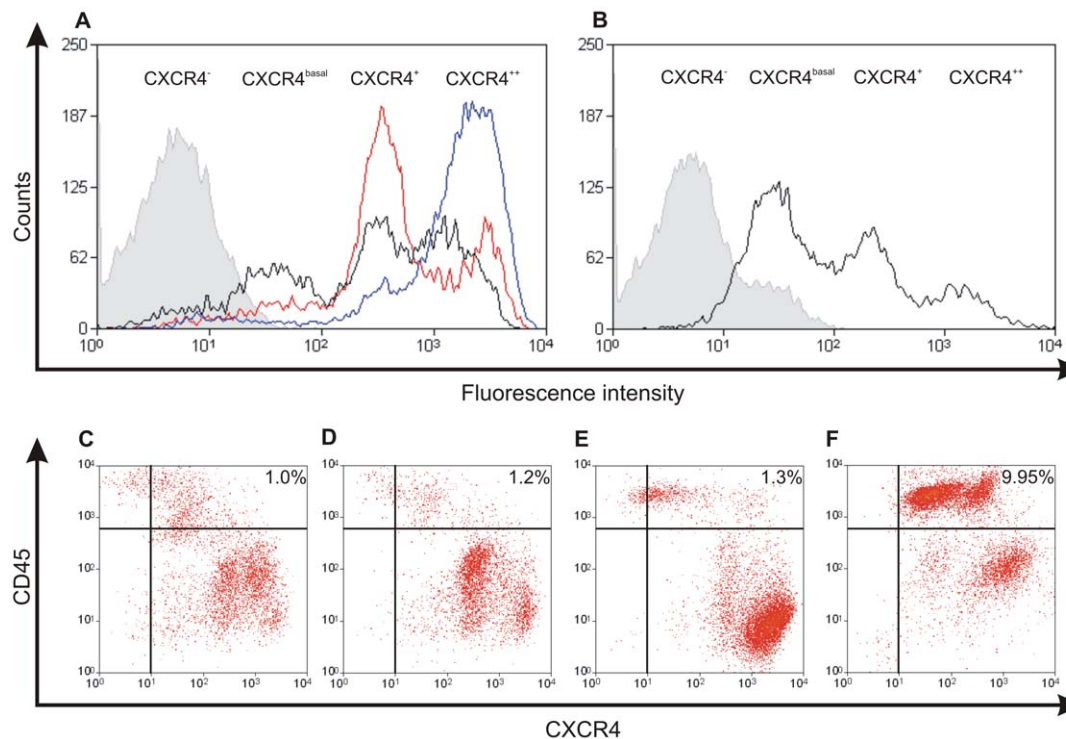 A
B
250
187
125
62
0
CXCR4⁻ CXCR4ᵇᵃˢᵃˡ CXCR4⁺ CXCR4⁺⁺
10⁰ 10¹ 10² 10³ 10⁴
250
187
125
62
0
CXCR4⁻ CXCR4ᵇᵃˢᵃˡ CXCR4⁺ CXCR4⁺⁺
10⁰ 10¹ 10² 10³ 10⁴
Counts
Fluorescence intensity
C
D
E
F
10⁴
10³
10²
10¹
10⁰
1.0%
10⁰ 10¹ 10² 10³ 10⁴
10⁴
10³
10²
10¹
10⁰
1.2%
10⁰ 10¹ 10² 10³ 10⁴
10⁴
10³
10²
10¹
10⁰
1.3%
10⁰ 10¹ 10² 10³ 10⁴
10⁴
10³
10²
10¹
10⁰
9.95%
10⁰ 10¹ 10² 10³ 10⁴
CD45
CXCR4